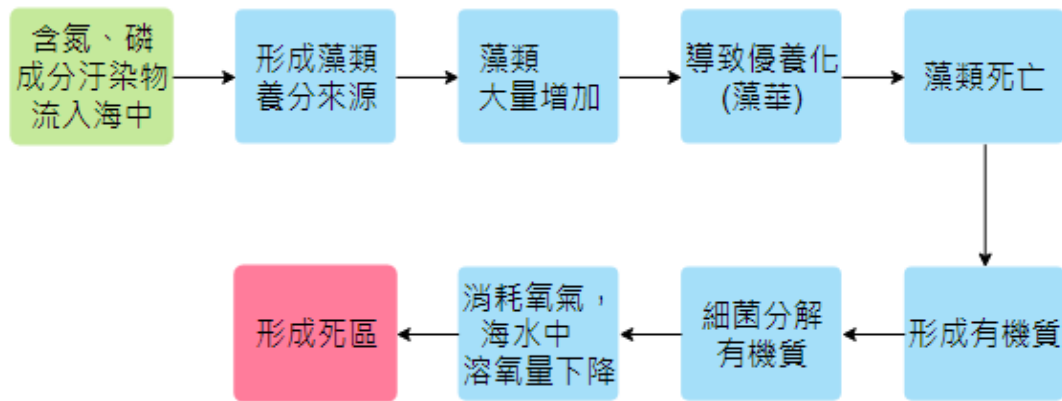 含氮、磷
成分汙染物
流入海中
形成藻類
養分來源
藻類
大量增加
導致優養化
(藻華)
藻類死亡
形成有機質
細菌分解
有機質
消耗氧氣，
海水中
溶氧量下降
形成死區